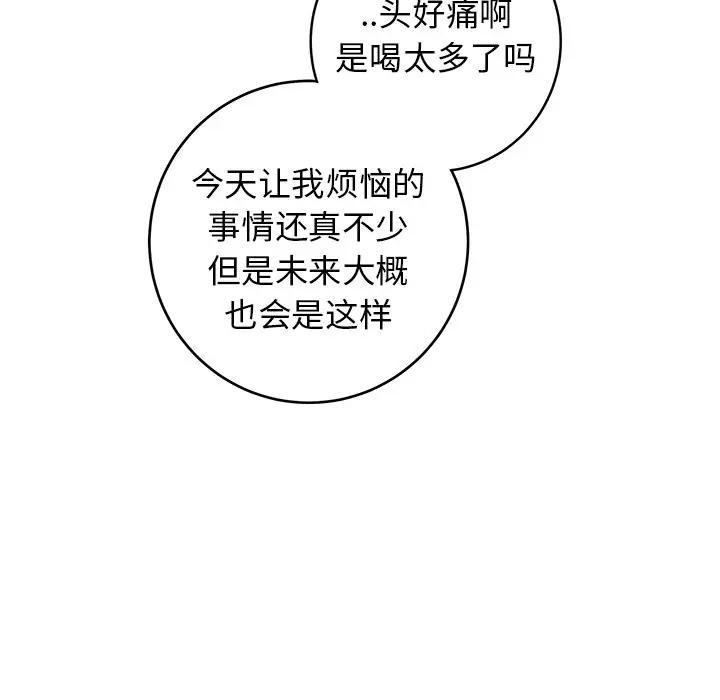 ..头好痛啊
是喝太多了吗
今天让我烦恼的
事情还真不少
但是未来大概
也会是这样